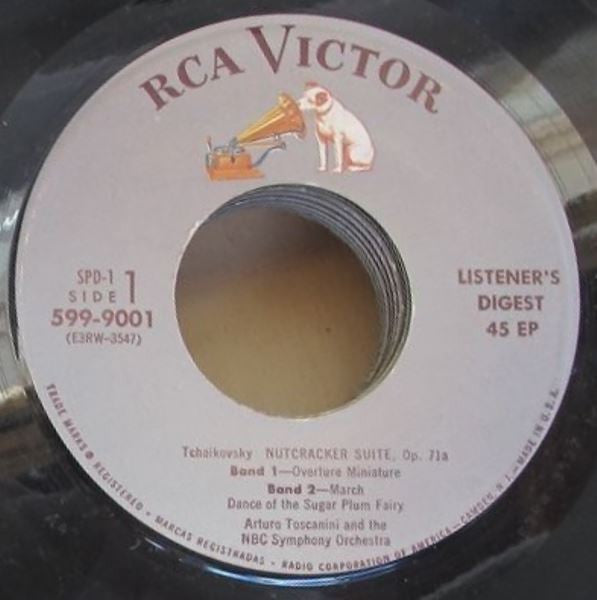 RCA VICTOR
SPD-1
SIDE 1
599-9001
(E3RW-3547)
LISTENER'S
DIGEST
45 EP
Tchaikovsky NUTCRACKER SUITE, Op. 71a
Band 1—Overture Miniature
Band 2—March
Dance of the Sugar Plum Fairy
Arturo Toscanini and the
NBC Symphony Orchestra
TRADE MARKS ® REGISTERED • MARCAS REGISTRADAS • RADIO CORPORATION OF AMERICA—CAMDEN, N.J.—MADE IN U.S.A.